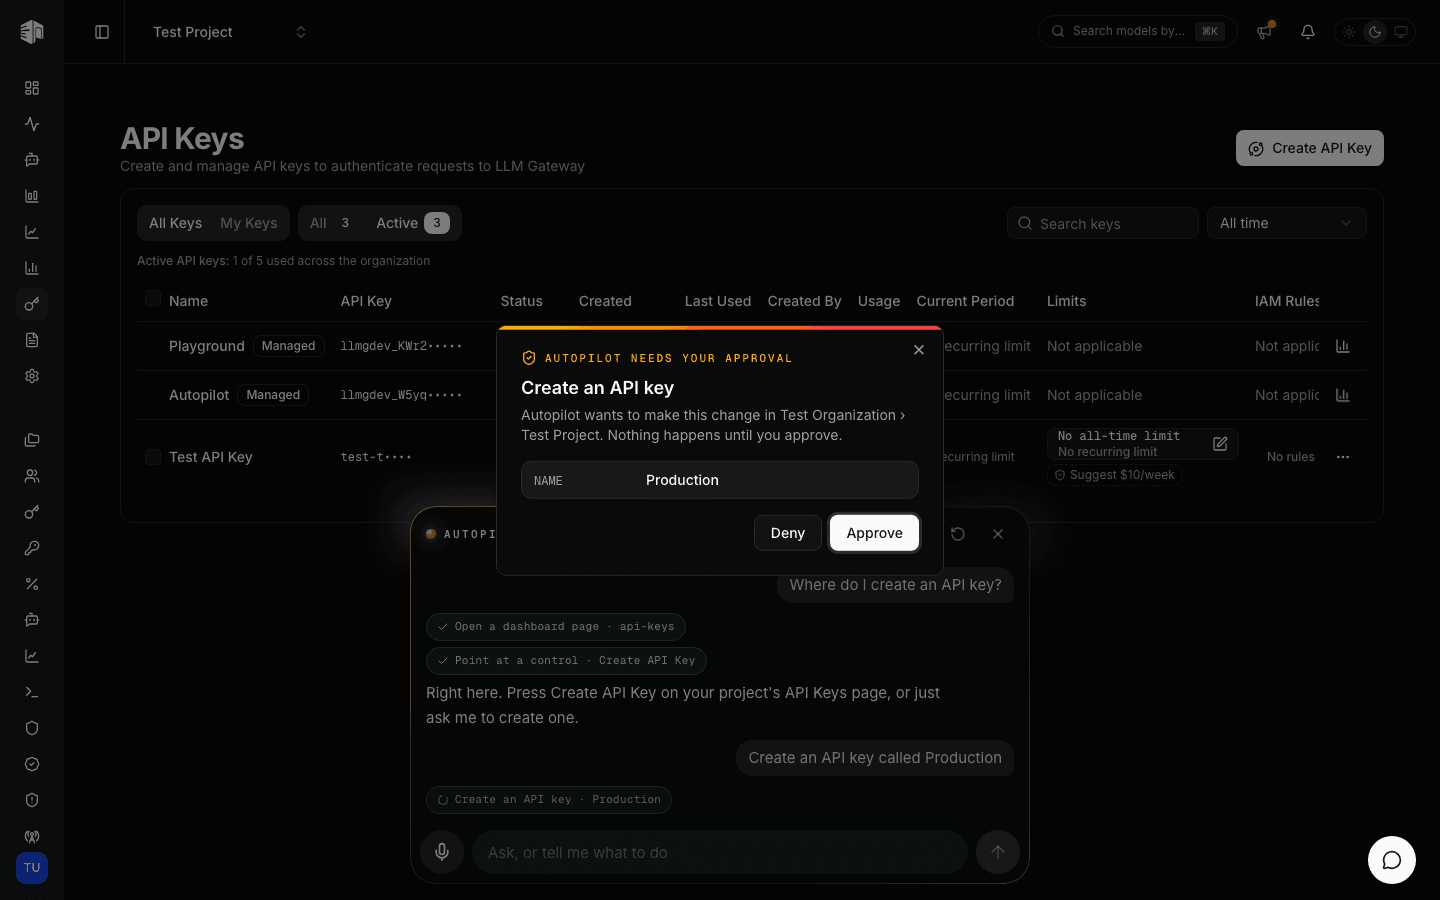 Test Project
Search models by...
⌘K
API Keys
Create and manage API keys to authenticate requests to LLM Gateway
Create API Key
All Keys
My Keys
All 3
Active 3
Search keys
All time
Active API keys: 1 of 5 used across the organization
Name API Key Status Created Last Used Created By Usage Current Period Limits IAM Rules
Playground Managed llmgdev_KWr2••••• ecurring limit Not applicable Not applic
Autopilot Managed llmgdev_W5yq••••• ecurring limit Not applicable Not applic
No all-time limit
Test API Key test-t•••• ecurring limit No recurring limit No rules
Suggest $10/week
AUTOPILOT NEEDS YOUR APPROVAL
Create an API key
Autopilot wants to make this change in Test Organization ›
Test Project. Nothing happens until you approve.
NAME Production
Deny
Approve
AUTOPI
Where do I create an API key?
Open a dashboard page · api-keys
Point at a control · Create API Key
Right here. Press Create API Key on your project's API Keys page, or just
ask me to create one.
Create an API key called Production
Create an API key · Production
Ask, or tell me what to do
TU